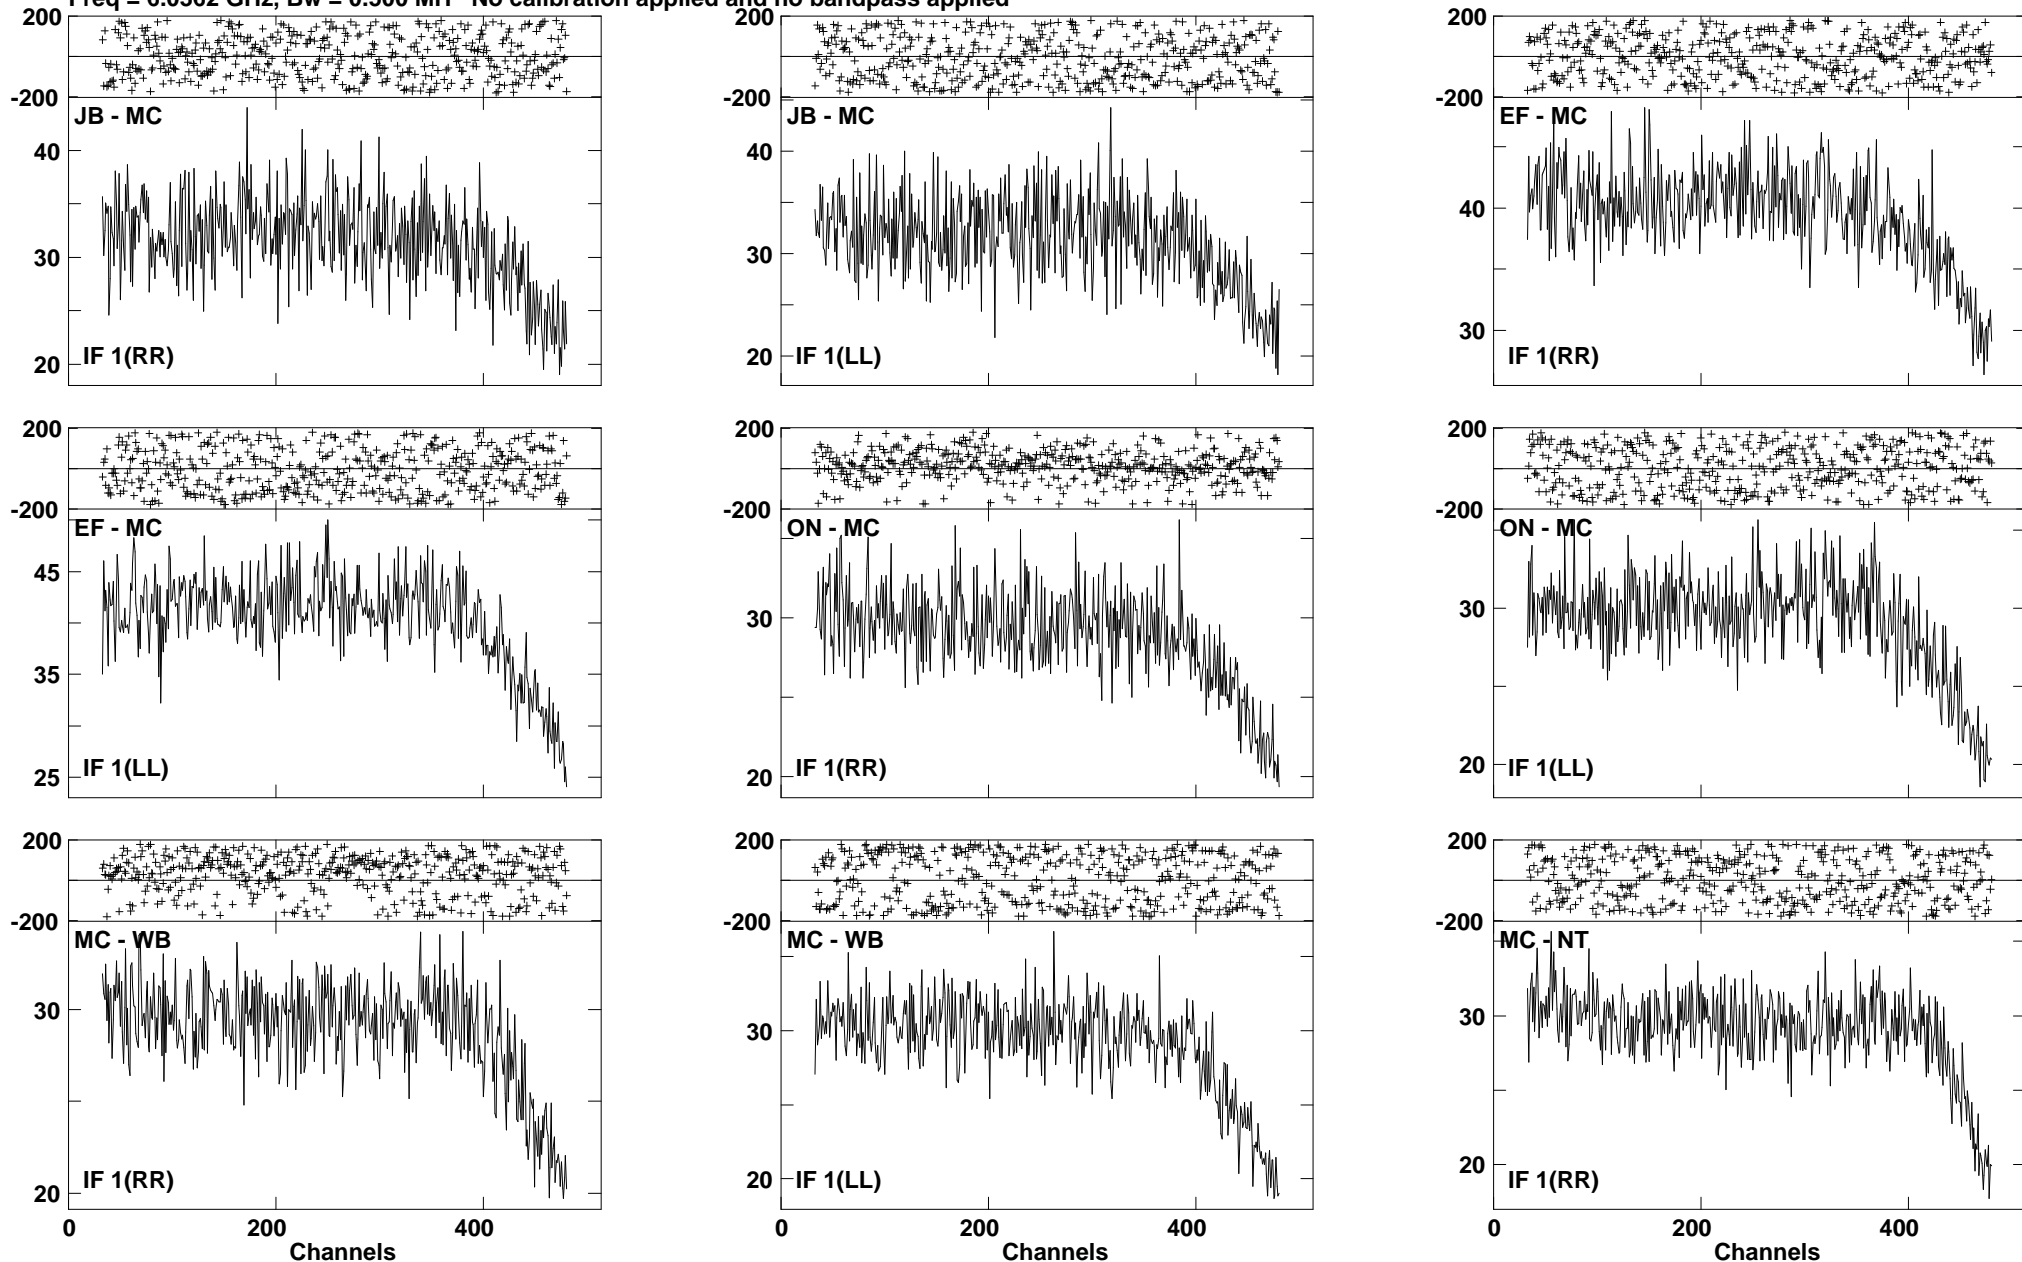 No calibration applied and no bandpass applied
200 200 200
-200 -200 -200
JB - MC JB - MC EF - MC
40 40 40
30 30 30
20 20
IF 1(RR) IF 1(LL) IF 1(RR)
200 200 200
-200 -200 -200
EF - MC ON - MC ON - MC
45 30 30
35 20 20
25
IF 1(LL) IF 1(RR) IF 1(LL)
200 200 200
-200 -200 -200
MC - WB MC - WB MC - NT
30 30 30
20 20 20
IF 1(RR) IF 1(LL) IF 1(RR)
0 200 400 0 200 400 0 200 400
Channels Channels Channels